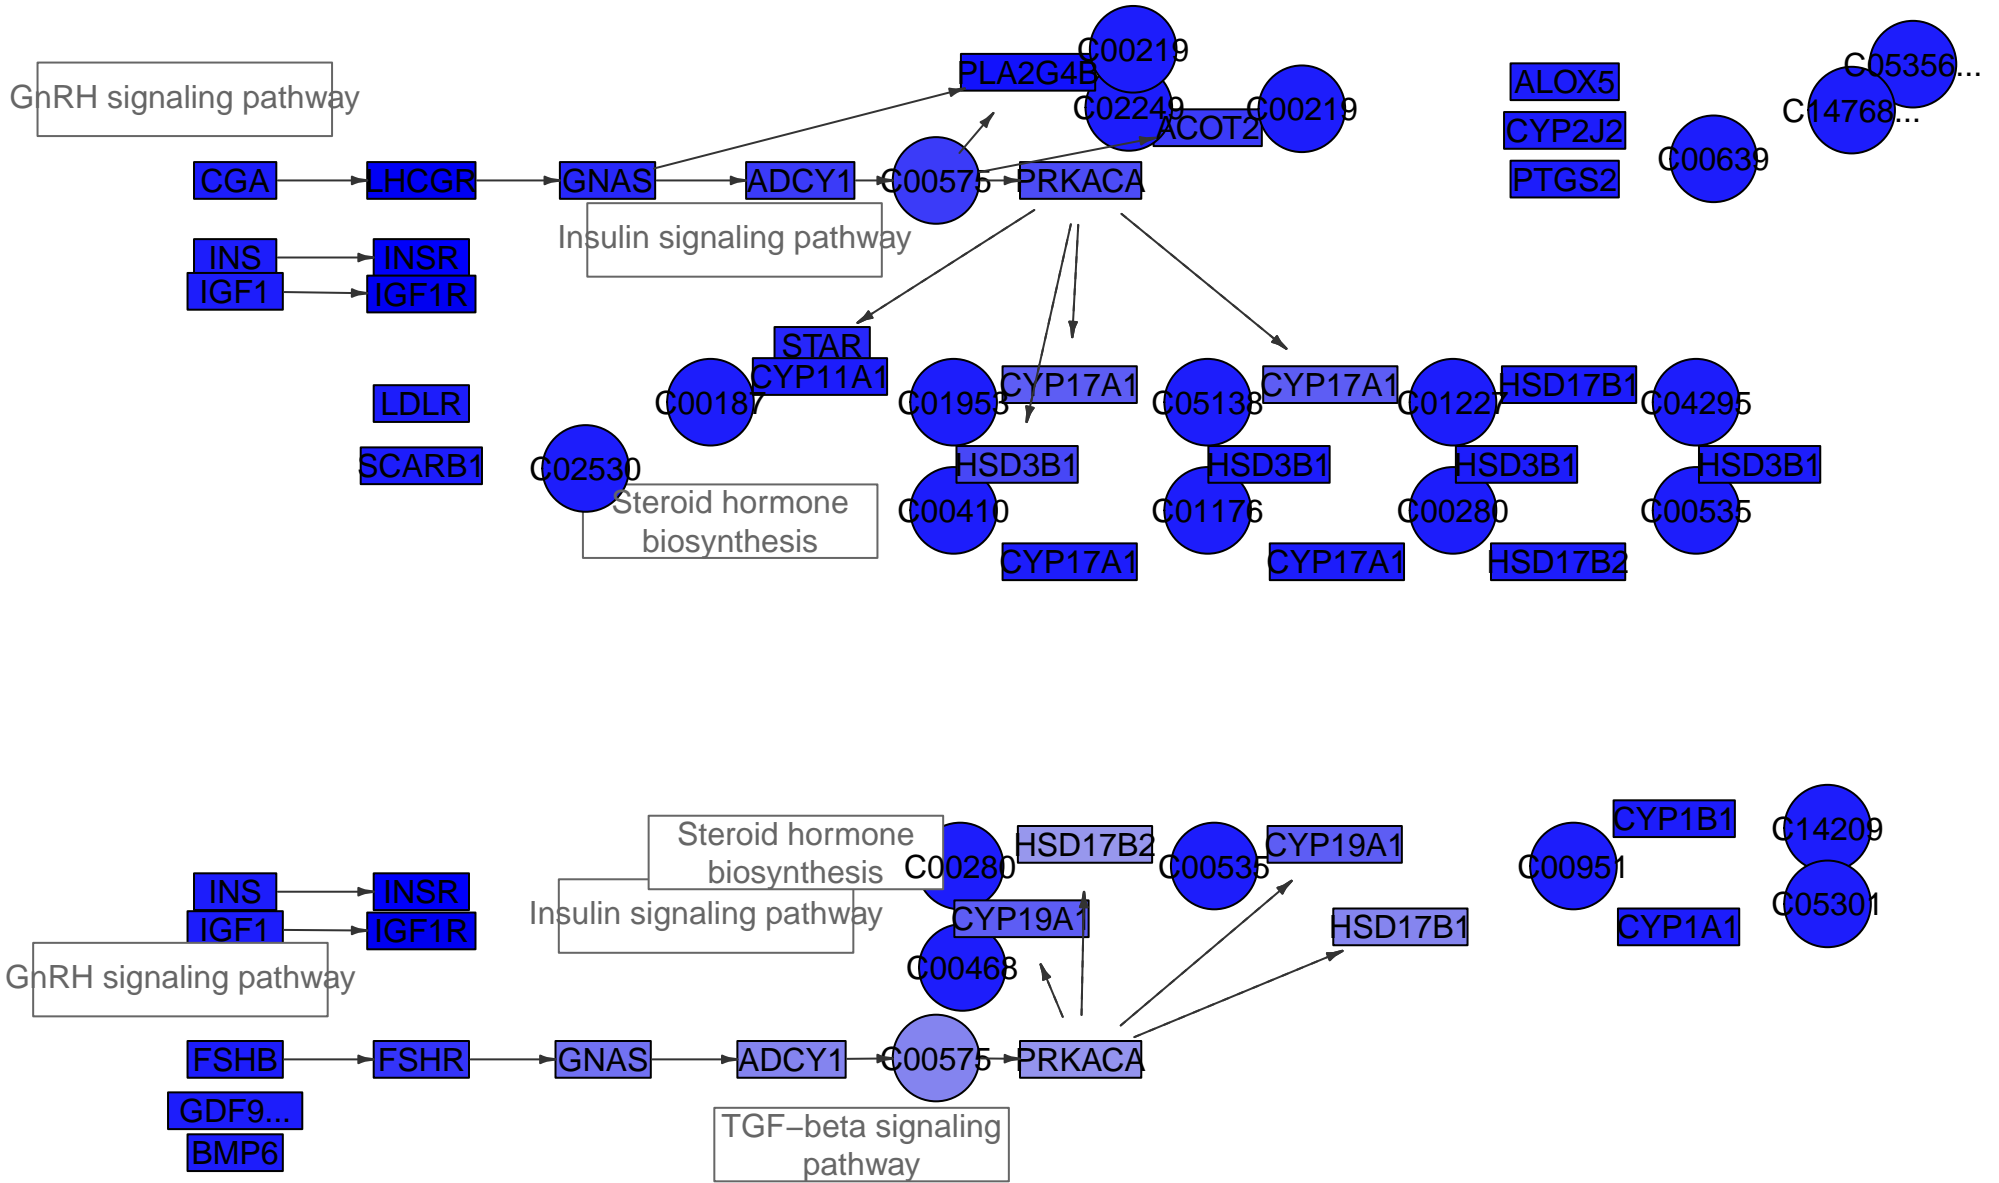 C00219
C05356...
PLA2G4B
ALOX5
GnRH signaling pathway
C02249
C00219
C14768...
ACOT2
CYP2J2
C00639
CGA
LHCGR
GNAS
ADCY1
C00575
PRKACA
PTGS2
Insulin signaling pathway
INS
INSR
IGF1
IGF1R
STAR
CYP11A1
CYP17A1
CYP17A1
HSD17B1
LDLR
C00187
C01953
C05138
C01227
C04295
SCARB1
C02530
HSD3B1
HSD3B1
HSD3B1
HSD3B1
Steroid hormone
biosynthesis
C00410
C01176
C00280
C00535
CYP17A1
CYP17A1
HSD17B2
Steroid hormone
biosynthesis
C00280
HSD17B2
C00535
CYP19A1
C00951
CYP1B1
C14209
INS
INSR
Insulin signaling pathway
CYP19A1
HSD17B1
CYP1A1
C05301
IGF1
IGF1R
GnRH signaling pathway
C00468
FSHB
FSHR
GNAS
ADCY1
C00575
PRKACA
GDF9...
BMP6
TGF−beta signaling
pathway